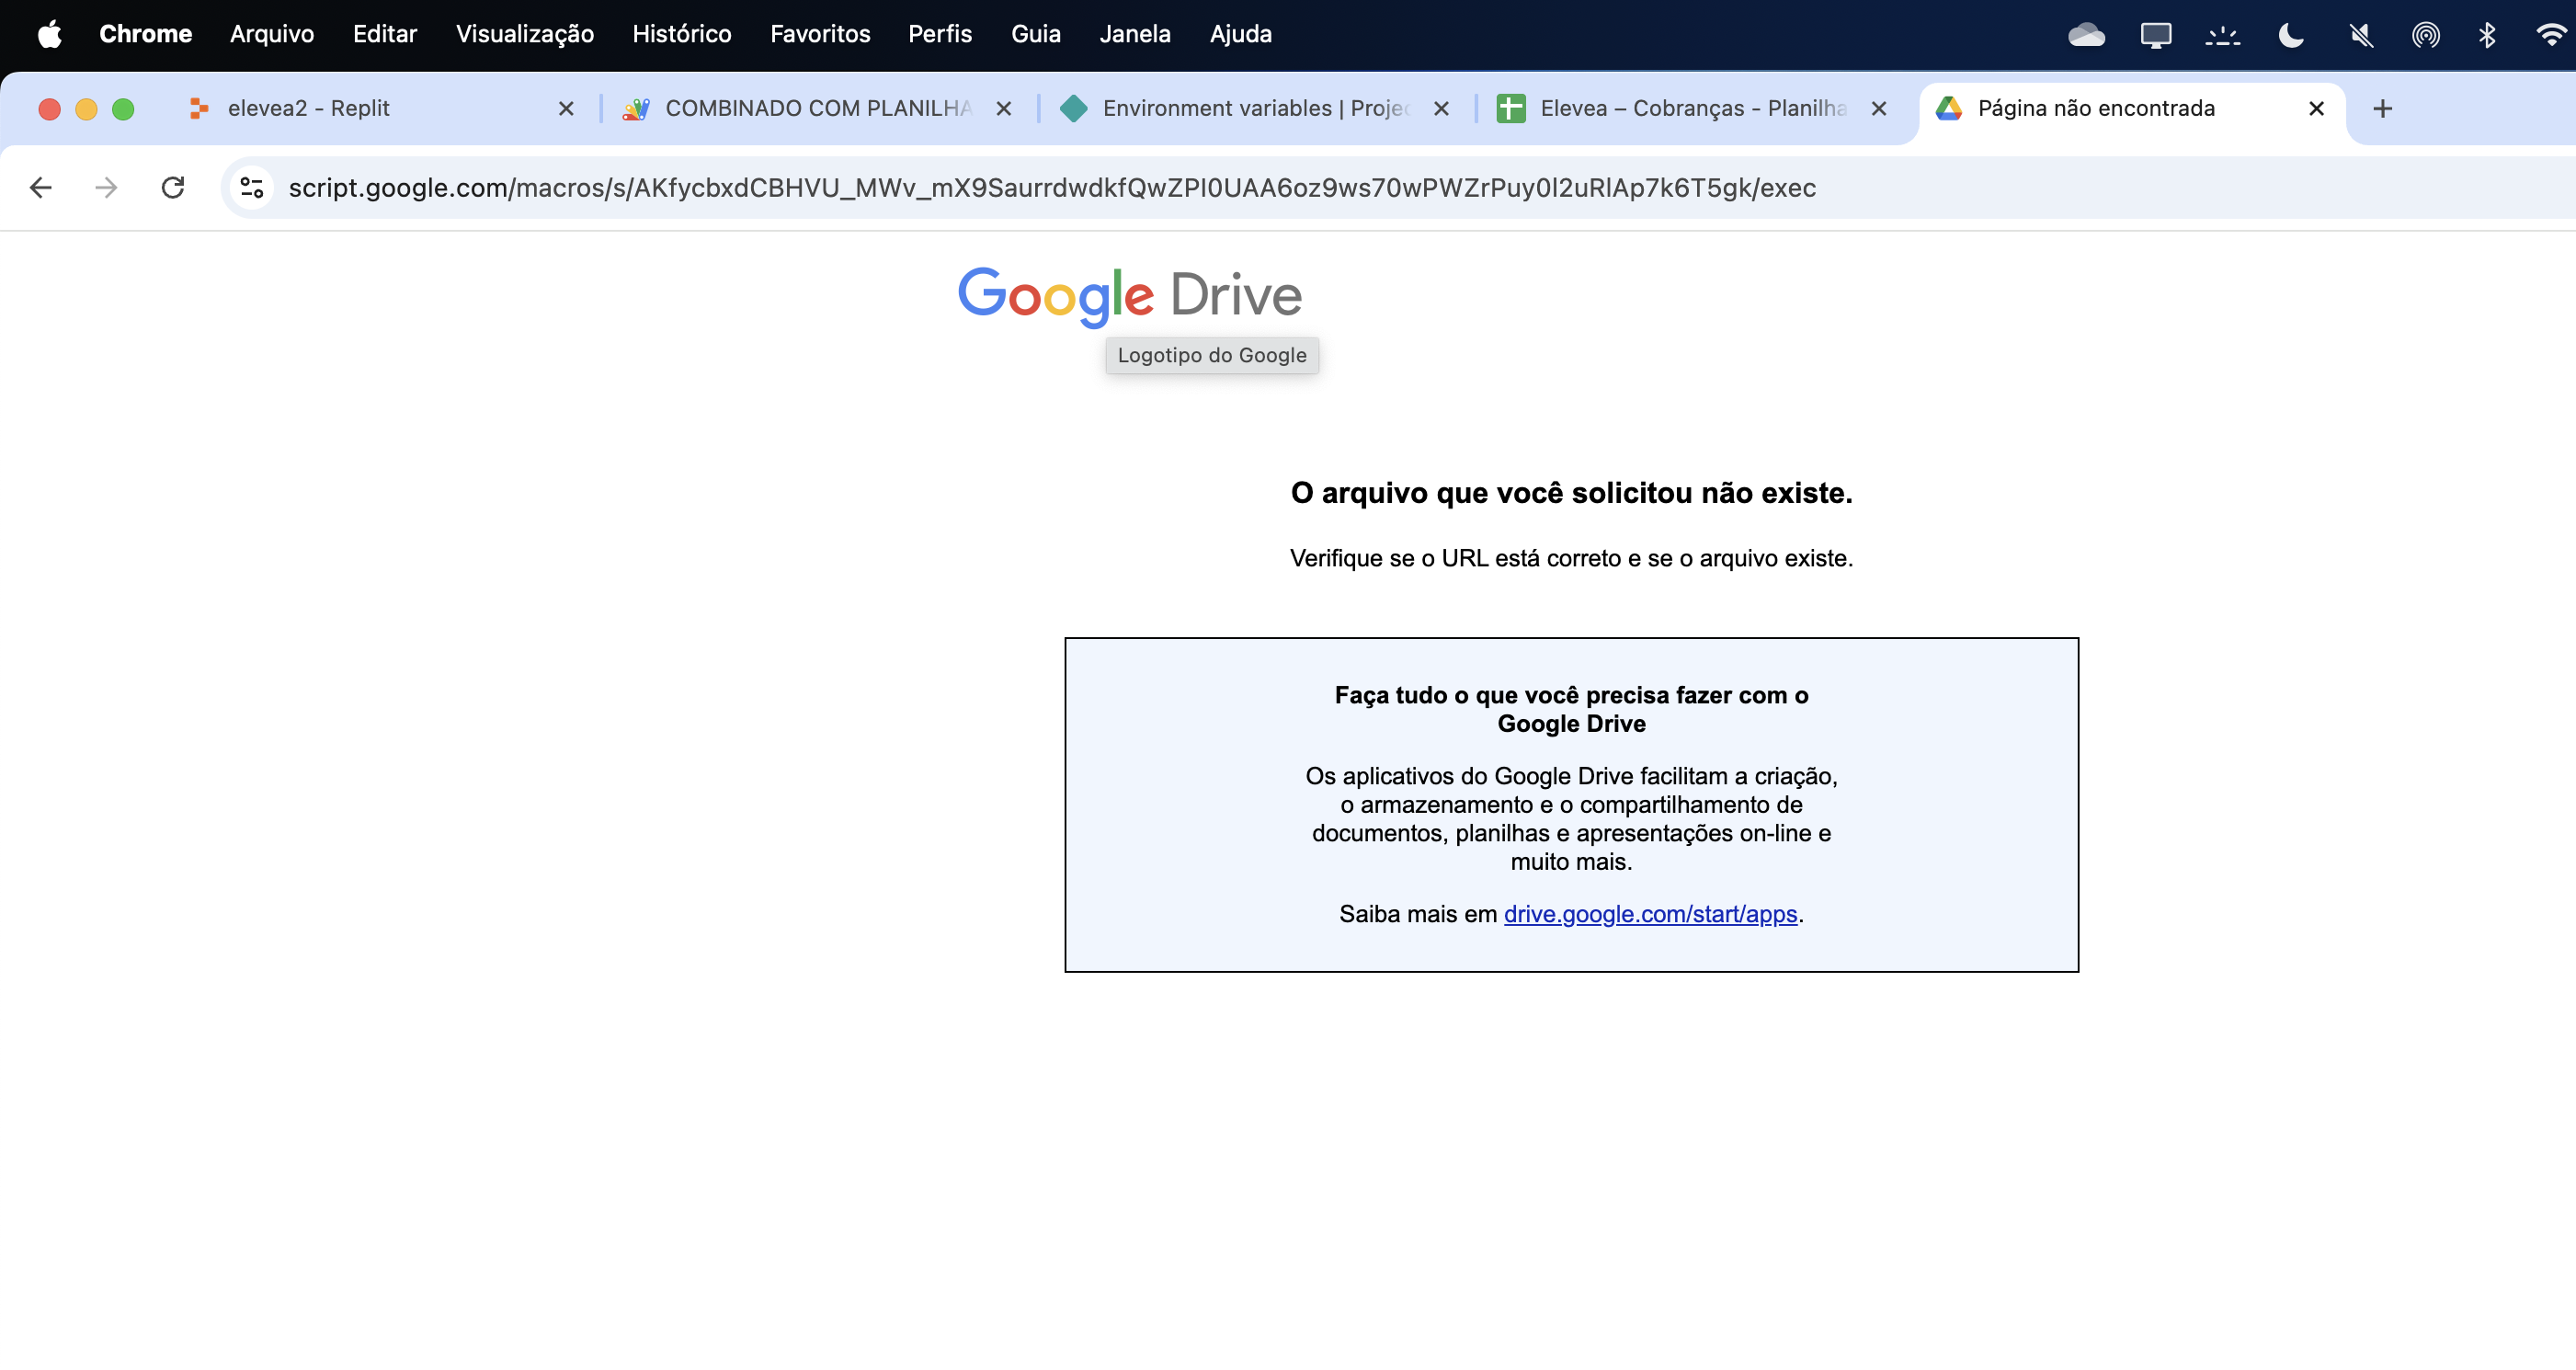 Chrome Arquivo Editar Visualização Histórico Favoritos Perfis Guia Janela Ajuda
elevea2 - Replit
COMBINADO COM PLANILHA
Environment variables | Projec
Elevea – Cobranças - Planilha
Página não encontrada
script.google.com/macros/s/AKfycbxdCBHVU_MWv_mX9SaurrdwdkfQwZPI0UAA6oz9ws70wPWZrPuy0l2uRlAp7k6T5gk/exec
Google Drive
Logotipo do Google
O arquivo que você solicitou não existe.
Verifique se o URL está correto e se o arquivo existe.
Faça tudo o que você precisa fazer com o
Google Drive
Os aplicativos do Google Drive facilitam a criação,
o armazenamento e o compartilhamento de
documentos, planilhas e apresentações on-line e
muito mais.
Saiba mais em drive.google.com/start/apps.